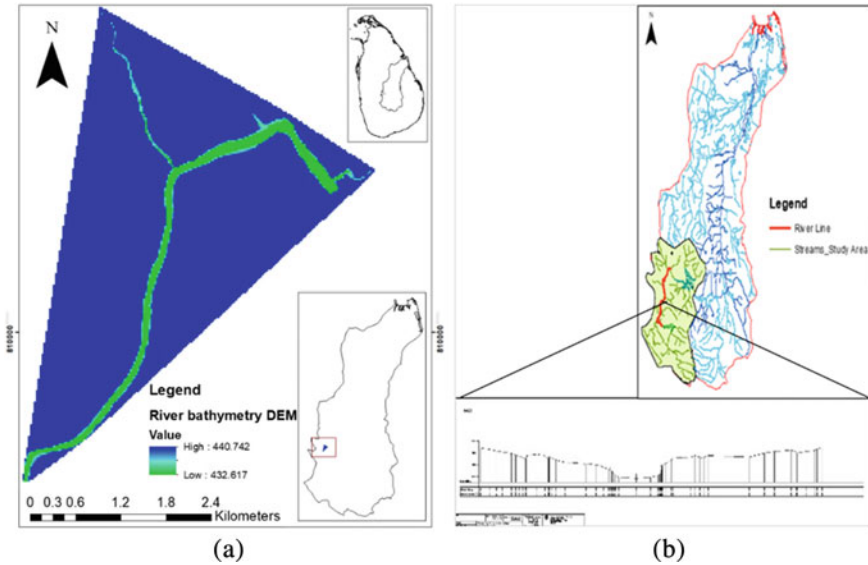 N
810000
Legend
River bathymetry DEM
Value
High : 440.742
Low : 432.617
0 0.3 0.6 1.2 1.8 2.4
Kilometers
(a)
N
810000
Legend
River Line
Streams_Study Area
(b)